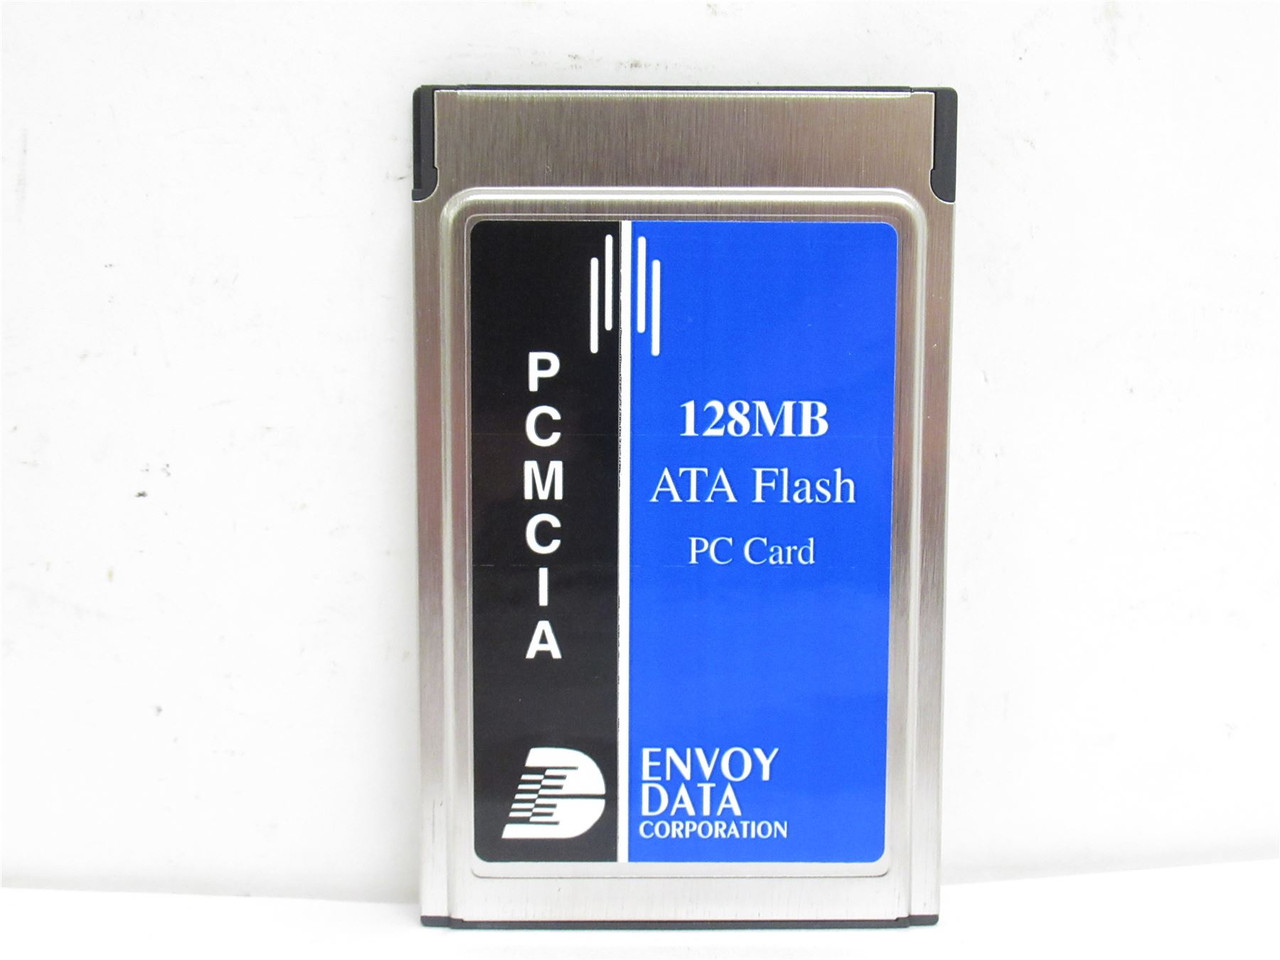 PCMCIA
128MB
ATA Flash
PC Card
ENVOY
DATA
CORPORATION